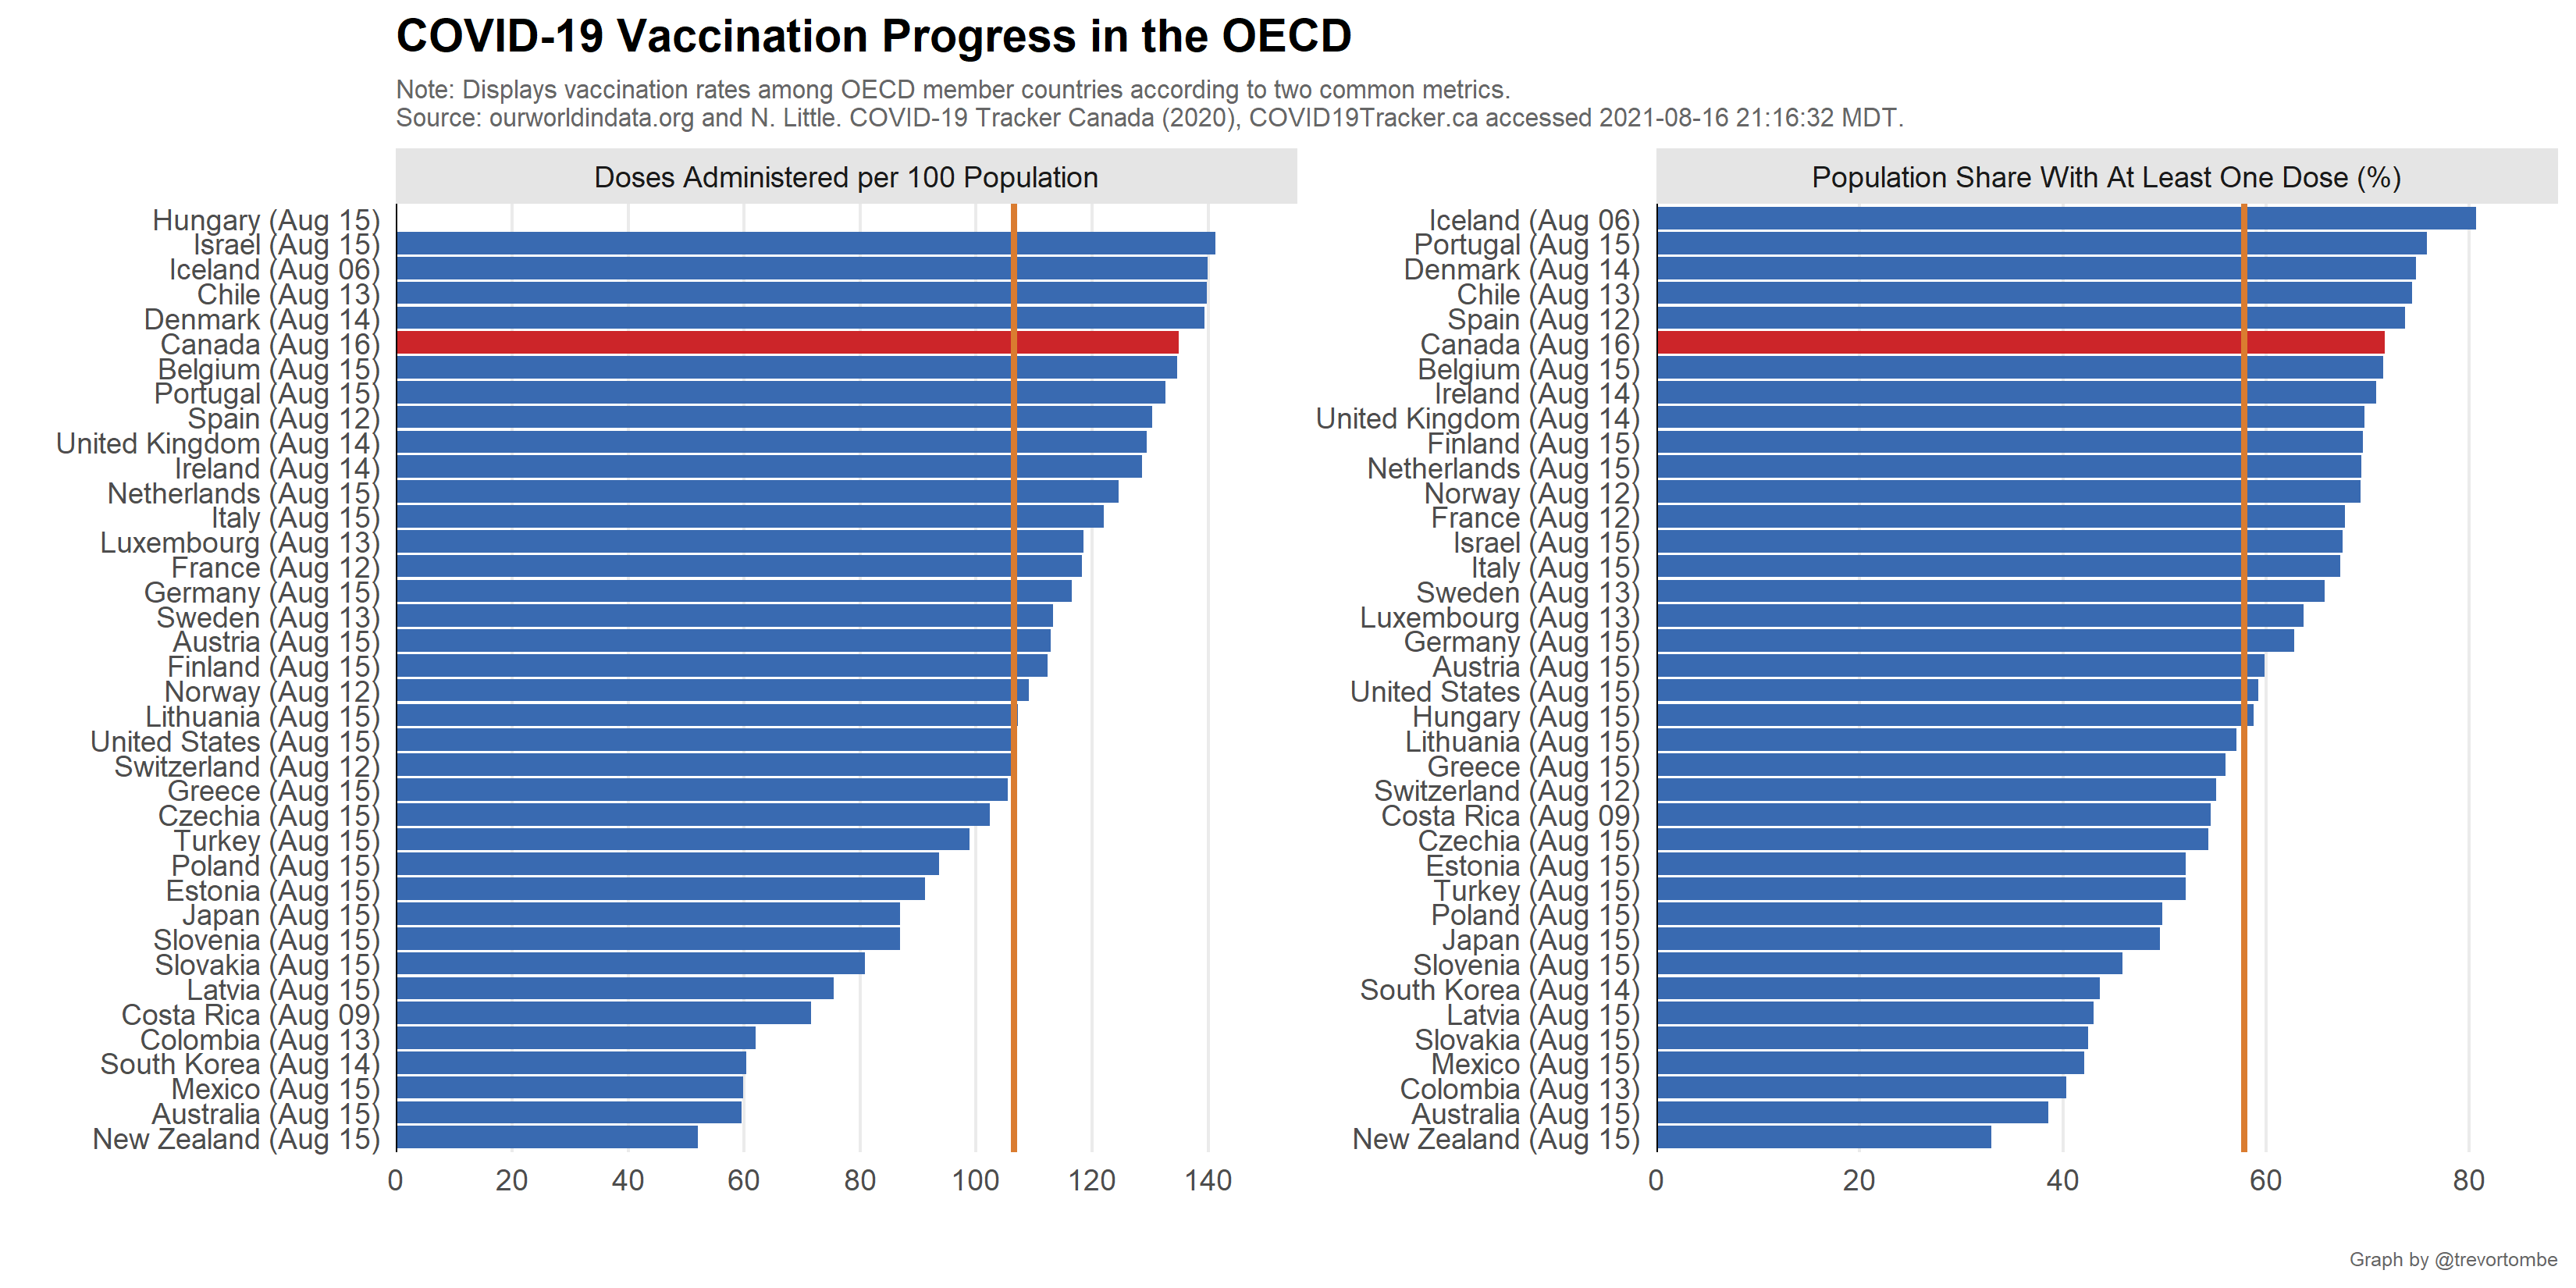 COVID-19 Vaccination Progress in the OECD
Note: Displays vaccination rates among OECD member countries according to two common metrics.
Source: ourworldindata.org and N. Little. COVID-19 Tracker Canada (2020), COVID19Tracker.ca accessed 2021-08-16 21:16:32 MDT.
Doses Administered per 100 Population
Hungary (Aug 15)
Israel (Aug 15)
Iceland (Aug 06)
Chile (Aug 13)
Denmark (Aug 14)
Canada (Aug 16)
Belgium (Aug 15)
Portugal (Aug 15)
Spain (Aug 12)
United Kingdom (Aug 14)
Ireland (Aug 14)
Netherlands (Aug 15)
Italy (Aug 15)
Luxembourg (Aug 13)
France (Aug 12)
Germany (Aug 15)
Sweden (Aug 13)
Austria (Aug 15)
Finland (Aug 15)
Norway (Aug 12)
Lithuania (Aug 15)
United States (Aug 15)
Switzerland (Aug 12)
Greece (Aug 15)
Czechia (Aug 15)
Turkey (Aug 15)
Poland (Aug 15)
Estonia (Aug 15)
Japan (Aug 15)
Slovenia (Aug 15)
Slovakia (Aug 15)
Latvia (Aug 15)
Costa Rica (Aug 09)
Colombia (Aug 13)
South Korea (Aug 14)
Mexico (Aug 15)
Australia (Aug 15)
New Zealand (Aug 15)
0 20 40 60 80 100 120 140
Population Share With At Least One Dose (%)
Iceland (Aug 06)
Portugal (Aug 15)
Denmark (Aug 14)
Chile (Aug 13)
Spain (Aug 12)
Canada (Aug 16)
Belgium (Aug 15)
Ireland (Aug 14)
United Kingdom (Aug 14)
Finland (Aug 15)
Netherlands (Aug 15)
Norway (Aug 12)
France (Aug 12)
Israel (Aug 15)
Italy (Aug 15)
Sweden (Aug 13)
Luxembourg (Aug 13)
Germany (Aug 15)
Austria (Aug 15)
United States (Aug 15)
Hungary (Aug 15)
Lithuania (Aug 15)
Greece (Aug 15)
Switzerland (Aug 12)
Costa Rica (Aug 09)
Czechia (Aug 15)
Estonia (Aug 15)
Turkey (Aug 15)
Poland (Aug 15)
Japan (Aug 15)
Slovenia (Aug 15)
South Korea (Aug 14)
Latvia (Aug 15)
Slovakia (Aug 15)
Mexico (Aug 15)
Colombia (Aug 13)
Australia (Aug 15)
New Zealand (Aug 15)
0 20 40 60 80
Graph by @trevortombe